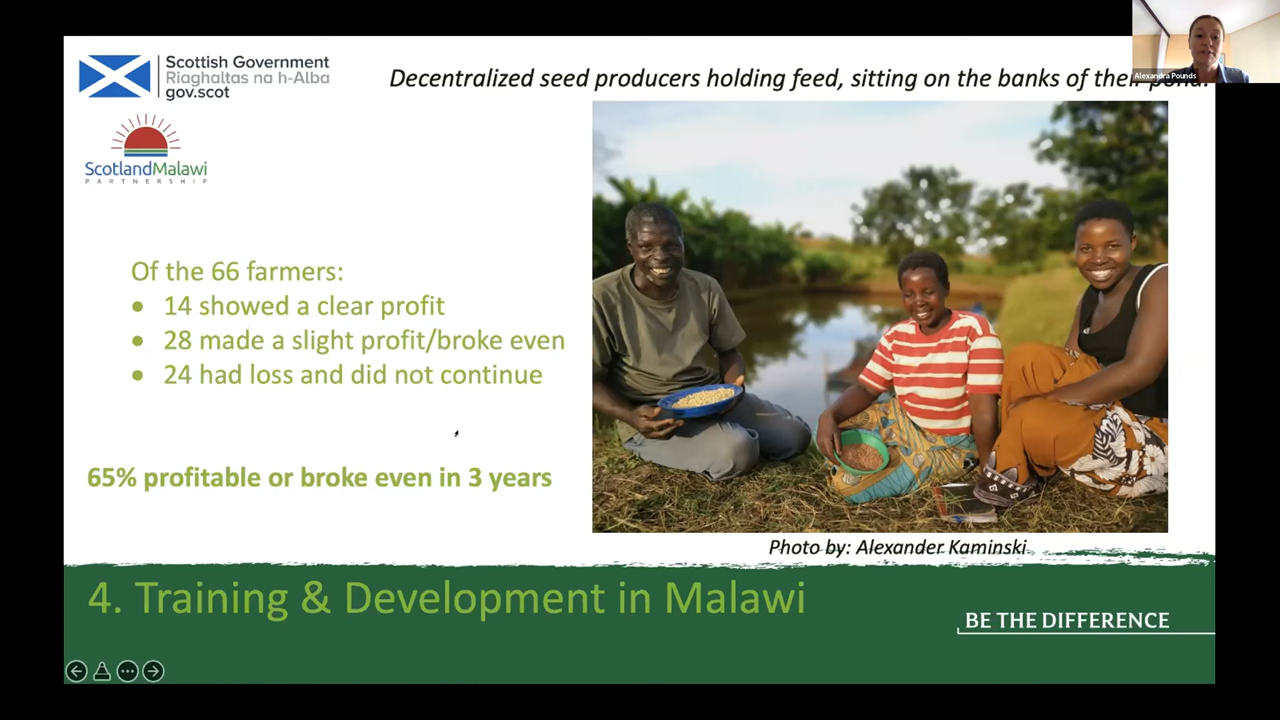 Scottish Government
Riaghaltas na h-Alba
gov.scot
ScotlandMalawi
PARTNERSHIP
Decentralized seed producers holding feed, sitting on the banks of their pond.
Alexandra Pounds
Of the 66 farmers:
• 14 showed a clear profit
• 28 made a slight profit/broke even
• 24 had loss and did not continue
65% profitable or broke even in 3 years
Photo by: Alexander Kaminski
4. Training & Development in Malawi
BE THE DIFFERENCE